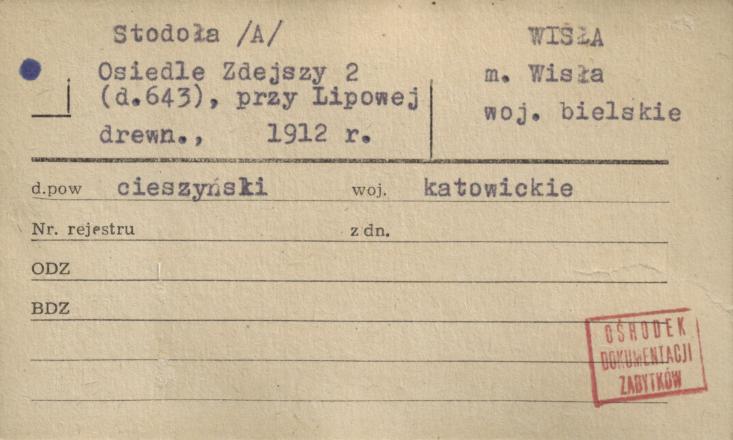 Stodoła /A/
WISŁA
Osiedle Zdejszy 2
m. Wisła
(d.643), przy Lipowej
woj. bielskie
drewn., 1912 r.
d.pow cieszyński woj. katowickie
Nr. rejestru z dn.
ODZ
BDZ
OŚRODEK
DOKUMENTACJI
ZABYTKÓW